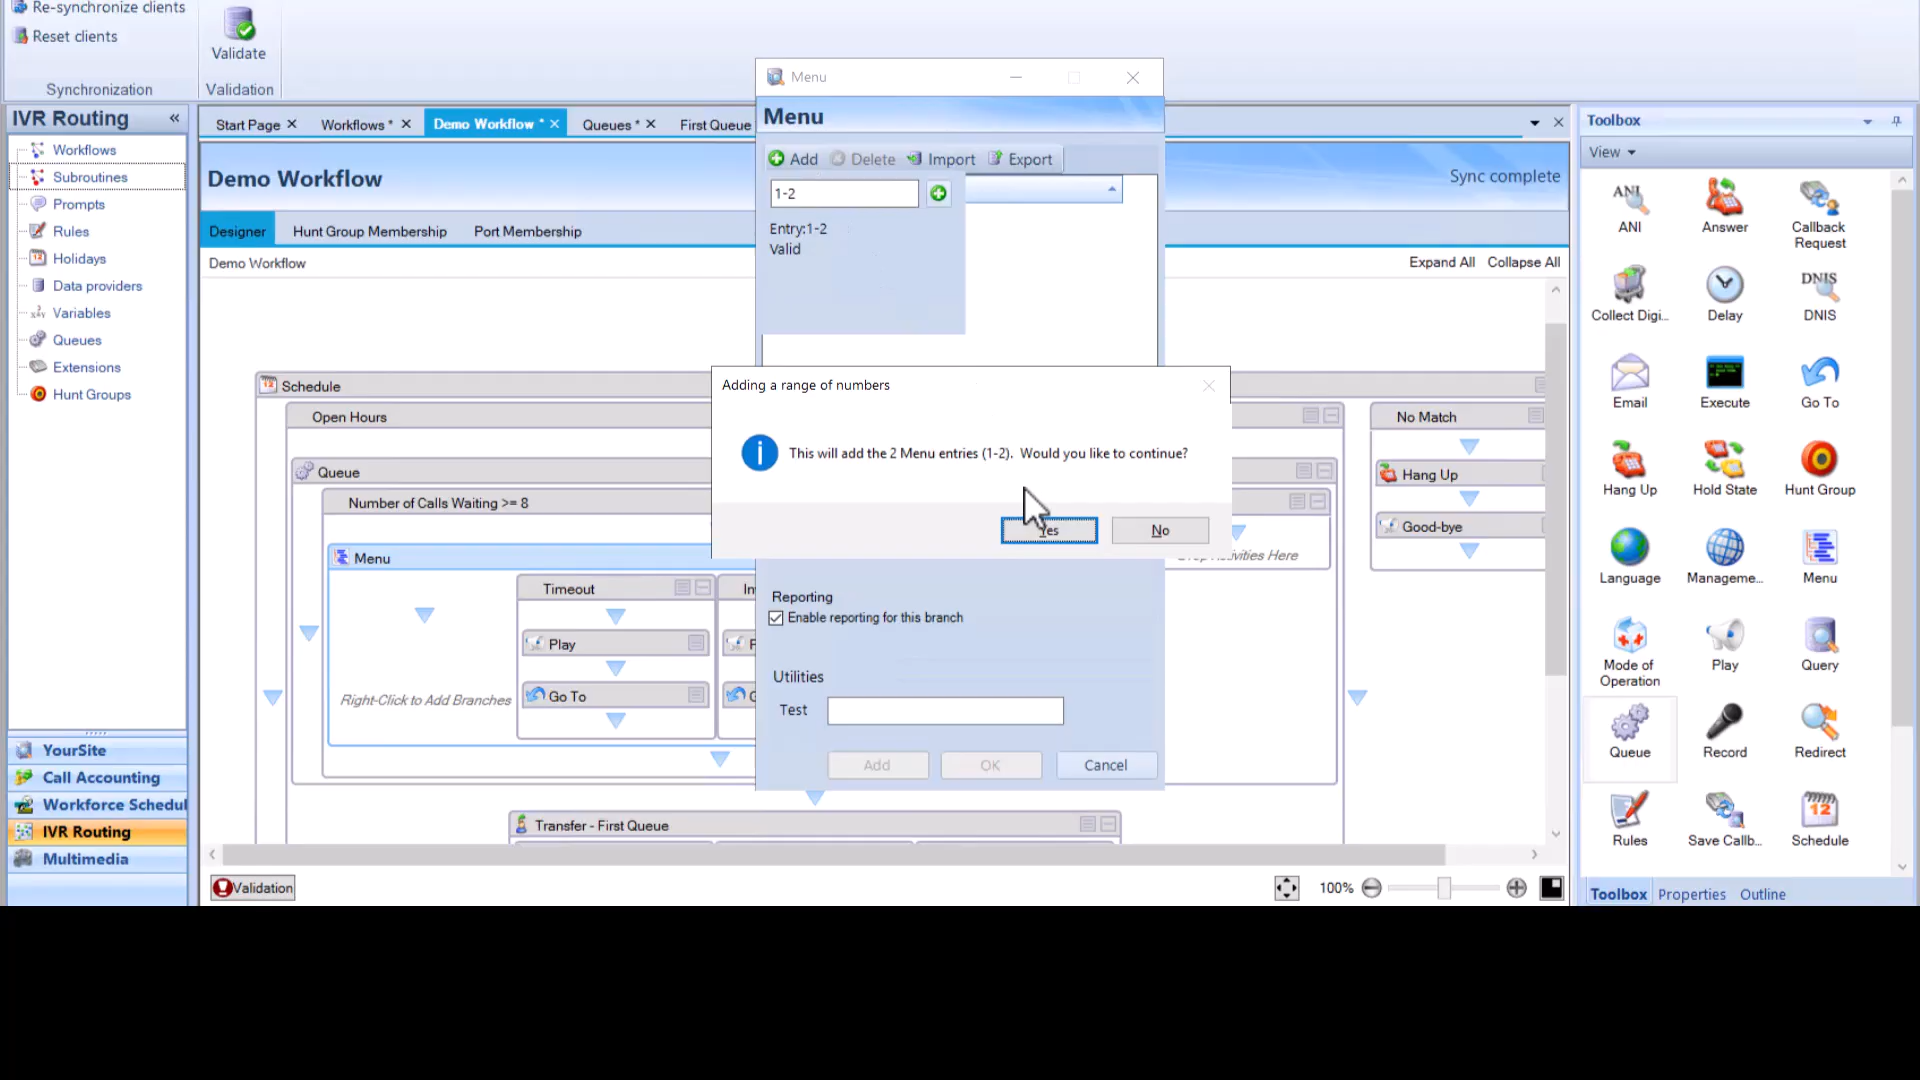 Re-synchronize clients
Reset clients
Validate
Synchronization
Validation
IVR Routing «
Workflows
Subroutines
Prompts
Rules
Holidays
Data providers
Variables
Queues
Extensions
Hunt Groups
YourSite
Call Accounting
Workforce Schedul
IVR Routing
Multimedia
Start Page
Workflows *
Demo Workflow *
Queues *
First Queue
Demo Workflow
Sync complete
Designer
Hunt Group Membership
Port Membership
Demo Workflow
Expand All
Collapse All
Schedule
Open Hours
Queue
Number of Calls Waiting >= 8
Menu
Timeout
Play
Go To
Right-Click to Add Branches
Transfer - First Queue
No Match
Hang Up
Good-bye
Validation
100%
Menu
Menu
Add
Delete
Import
Export
1-2
Entry:1-2
Valid
Adding a range of numbers
This will add the 2 Menu entries (1-2). Would you like to continue?
Yes
No
Reporting
Enable reporting for this branch
Utilities
Test
Add
OK
Cancel
Toolbox
View
ANI
ANI
Answer
Callback
Request
Collect Digi...
Delay
DNIS
DNIS
Email
Execute
Go To
Hang Up
Hold State
Hunt Group
Language
Manageme...
Menu
Mode of
Operation
Play
Query
Queue
Record
Redirect
Rules
Save Callb...
12
Schedule
Toolbox
Properties
Outline